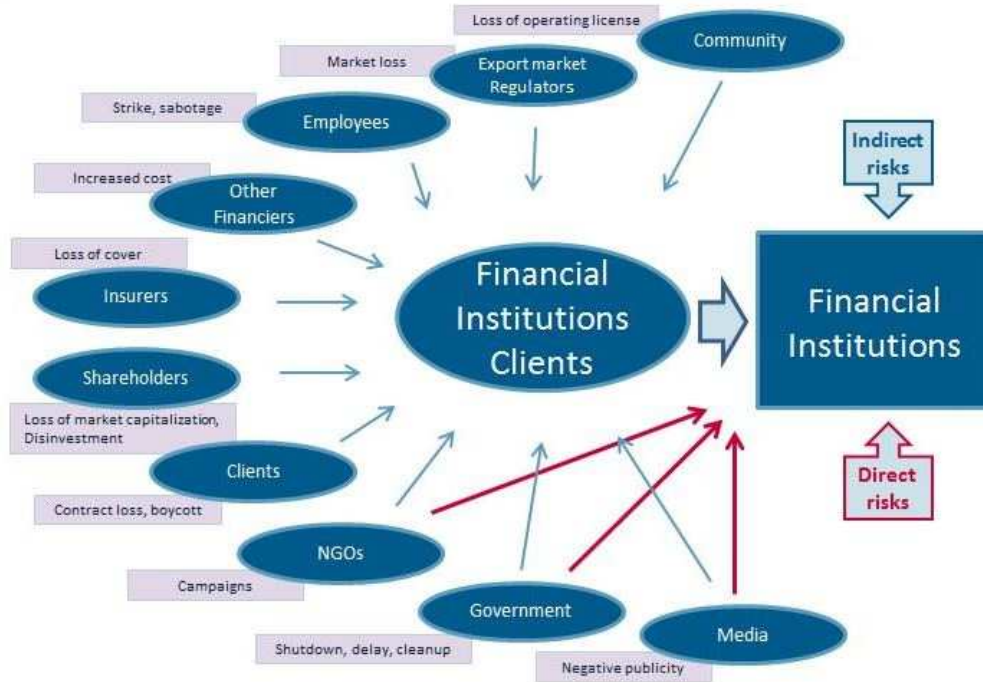 Loss of operating license
Community
Market loss
Export market
Regulators
Strike, sabotage
Employees
Indirect
risks
Increased cost
Other
Financiers
Loss of cover
Insurers
Financial
Institutions
Clients
Financial
Institutions
Shareholders
Loss of market capitalization,
Disinvestment
Clients
Direct
risks
Contract loss, boycott
NGOs
Campaigns
Government
Shutdown, delay, cleanup
Media
Negative publicity